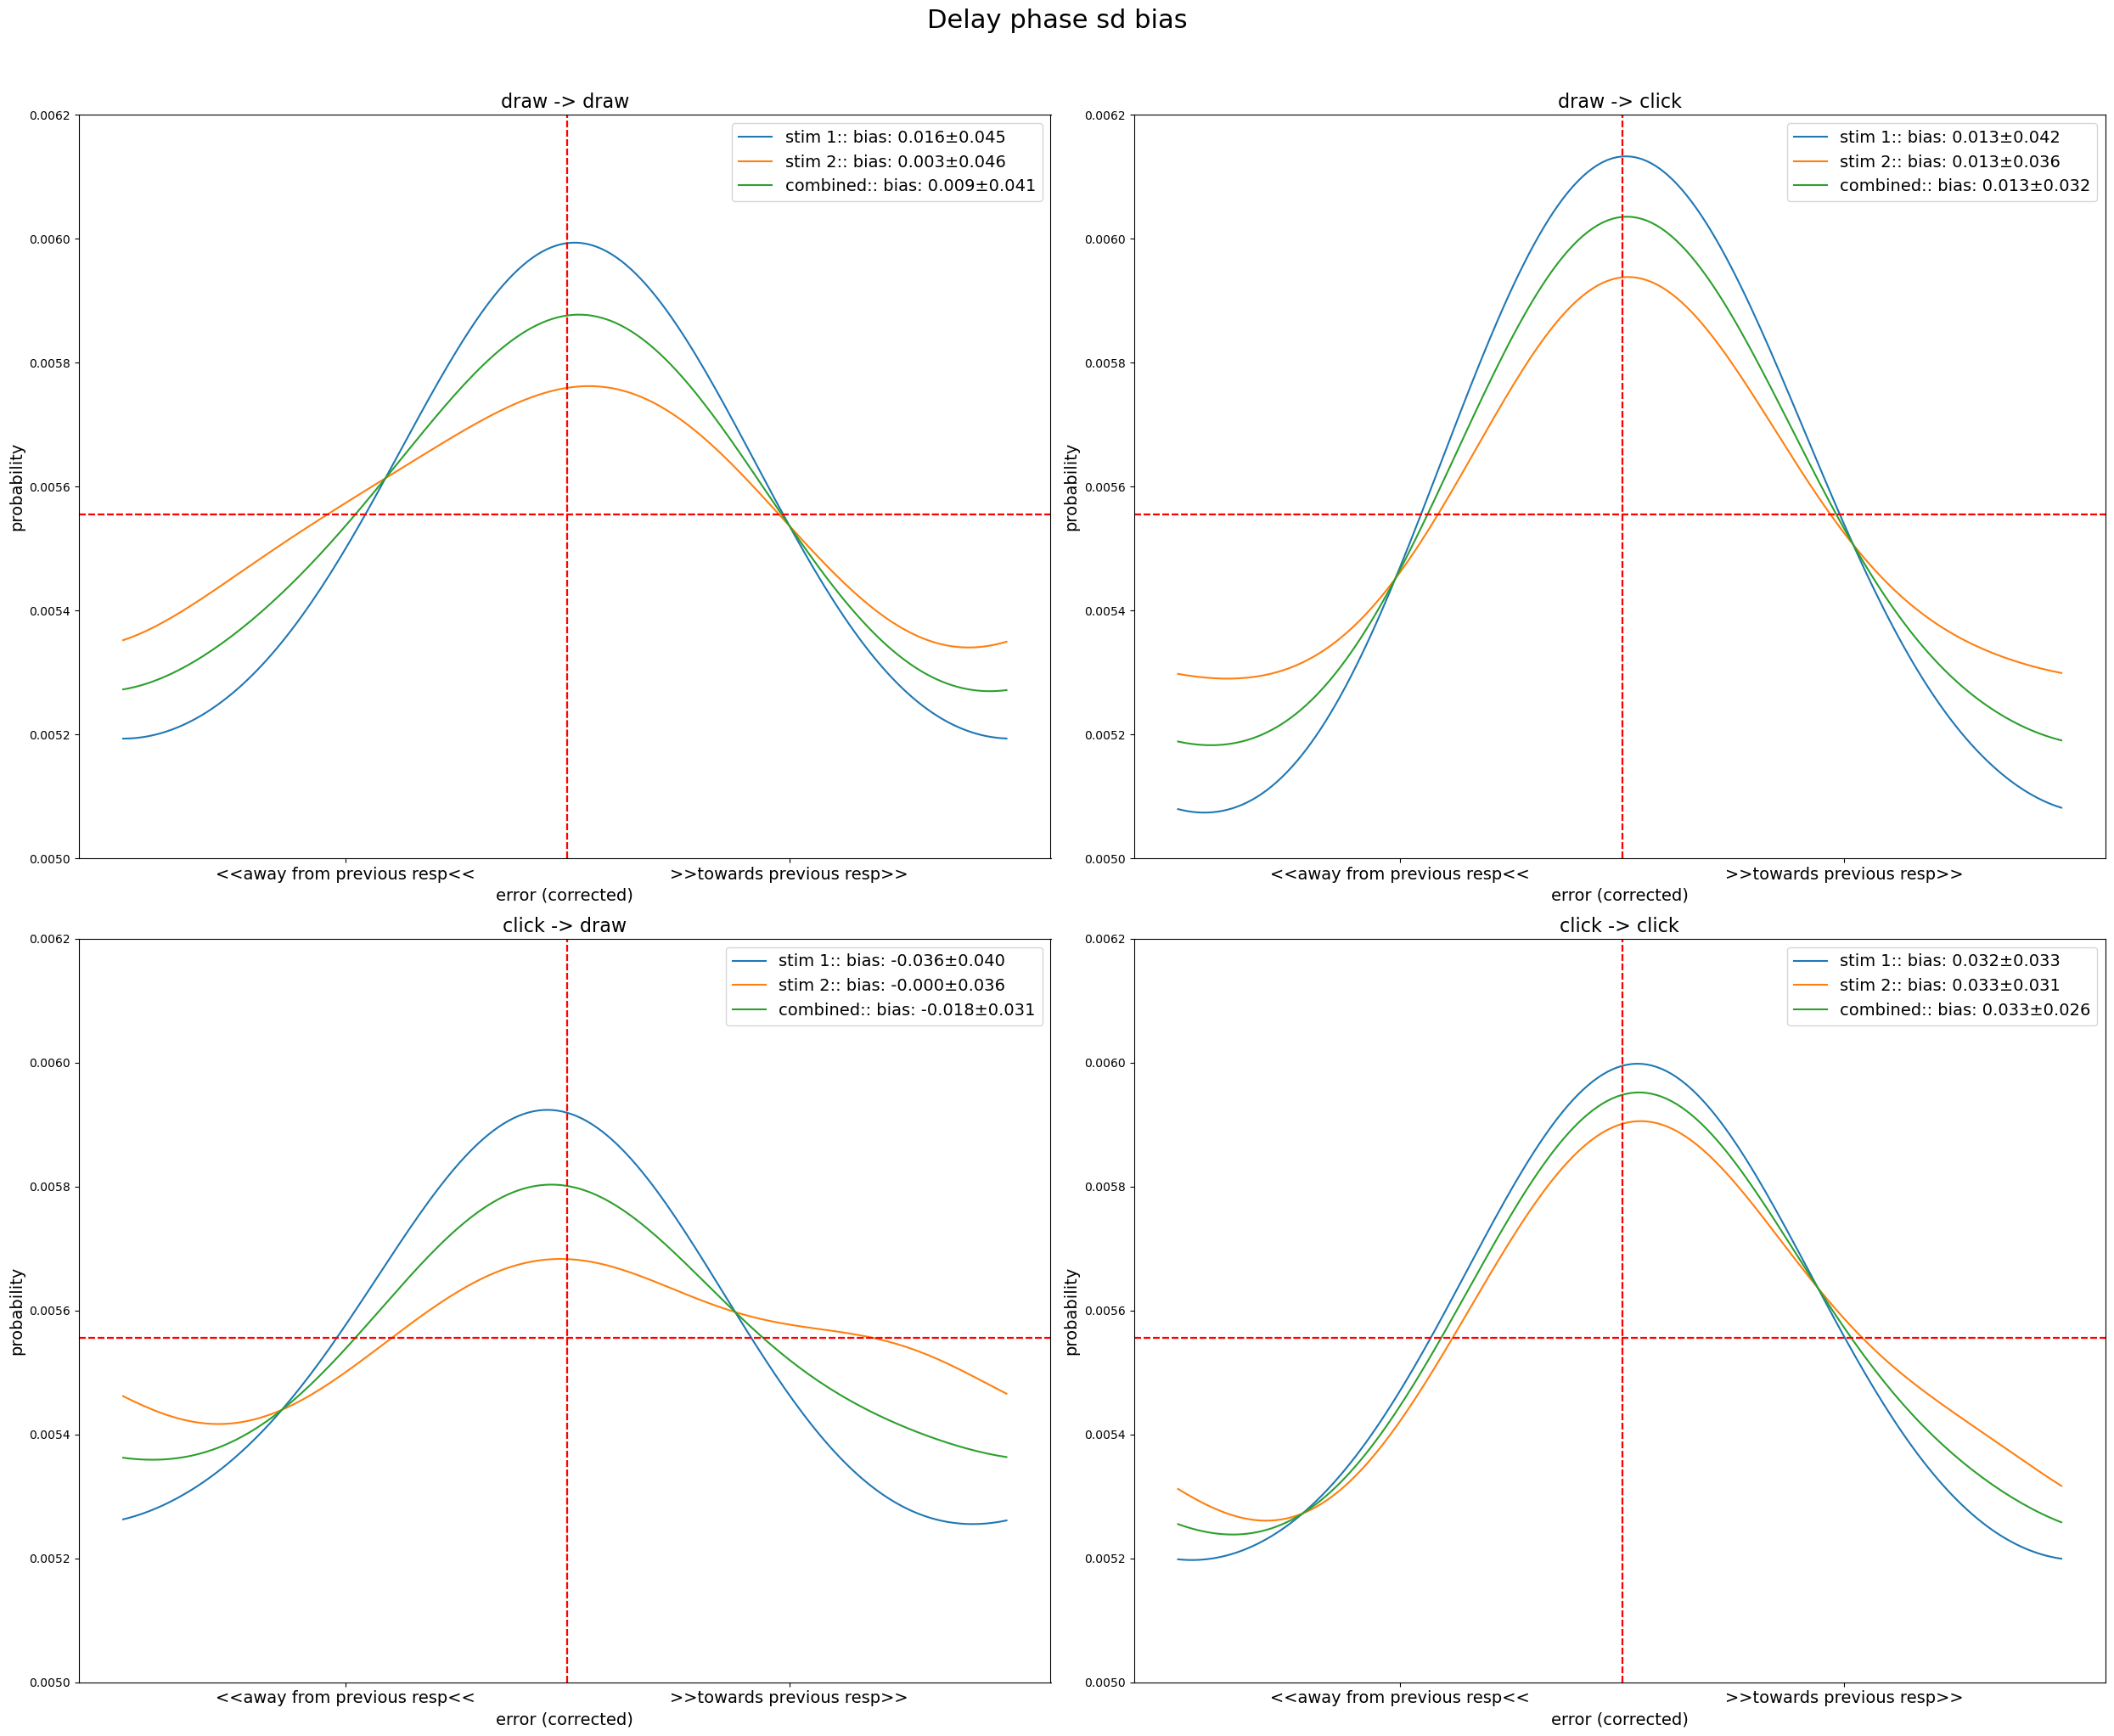 Delay phase sd bias
draw -> draw
0.0062
0.0060
0.0058
0.0056
0.0054
0.0052
0.0050
probability
stim 1:: bias: 0.016±0.045
stim 2:: bias: 0.003±0.046
combined:: bias: 0.009±0.041
<<away from previous resp<<
>>towards previous resp>>
error (corrected)
draw -> click
0.0062
0.0060
0.0058
0.0056
0.0054
0.0052
0.0050
probability
stim 1:: bias: 0.013±0.042
stim 2:: bias: 0.013±0.036
combined:: bias: 0.013±0.032
<<away from previous resp<<
>>towards previous resp>>
error (corrected)
click -> draw
0.0062
0.0060
0.0058
0.0056
0.0054
0.0052
0.0050
probability
stim 1:: bias: -0.036±0.040
stim 2:: bias: -0.000±0.036
combined:: bias: -0.018±0.031
<<away from previous resp<<
>>towards previous resp>>
error (corrected)
click -> click
0.0062
0.0060
0.0058
0.0056
0.0054
0.0052
0.0050
probability
stim 1:: bias: 0.032±0.033
stim 2:: bias: 0.033±0.031
combined:: bias: 0.033±0.026
<<away from previous resp<<
>>towards previous resp>>
error (corrected)